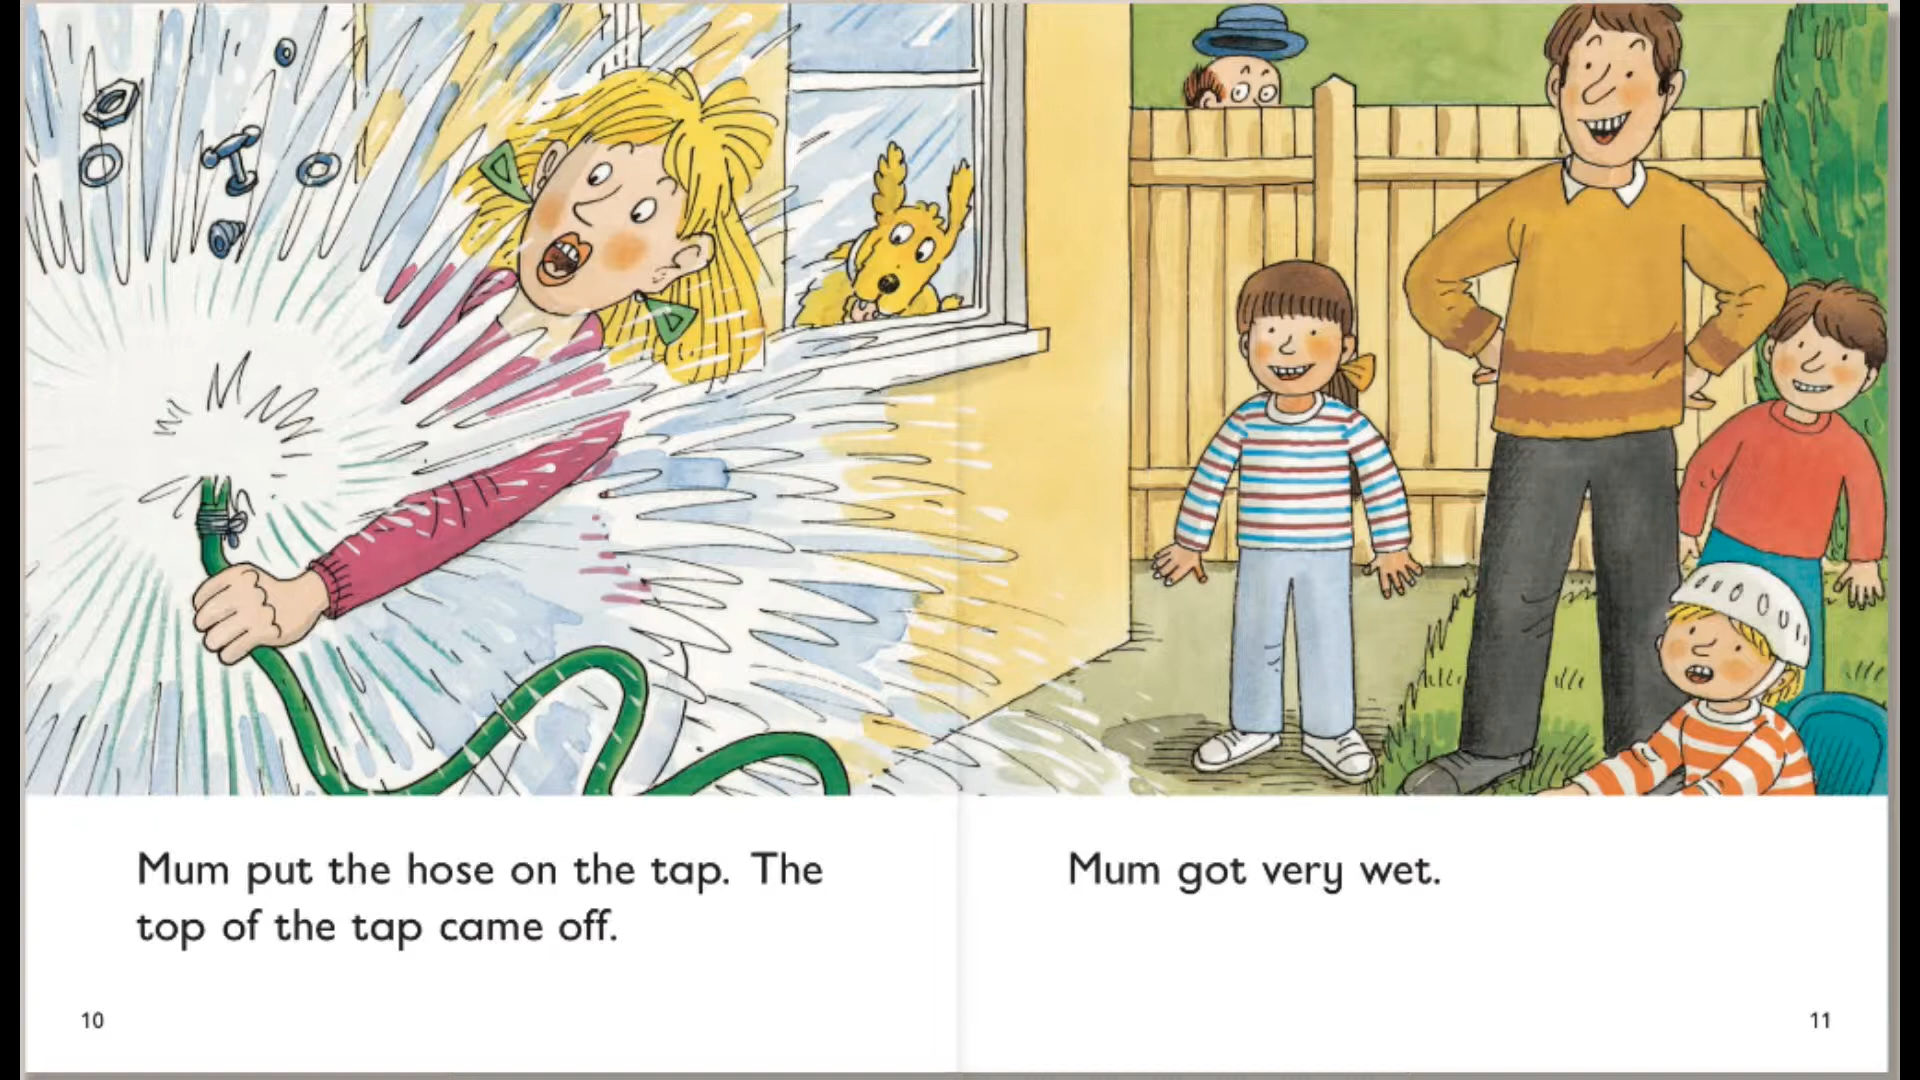 Mum put the hose on the tap. The
top of the tap came off.
10
Mum got very wet.
11